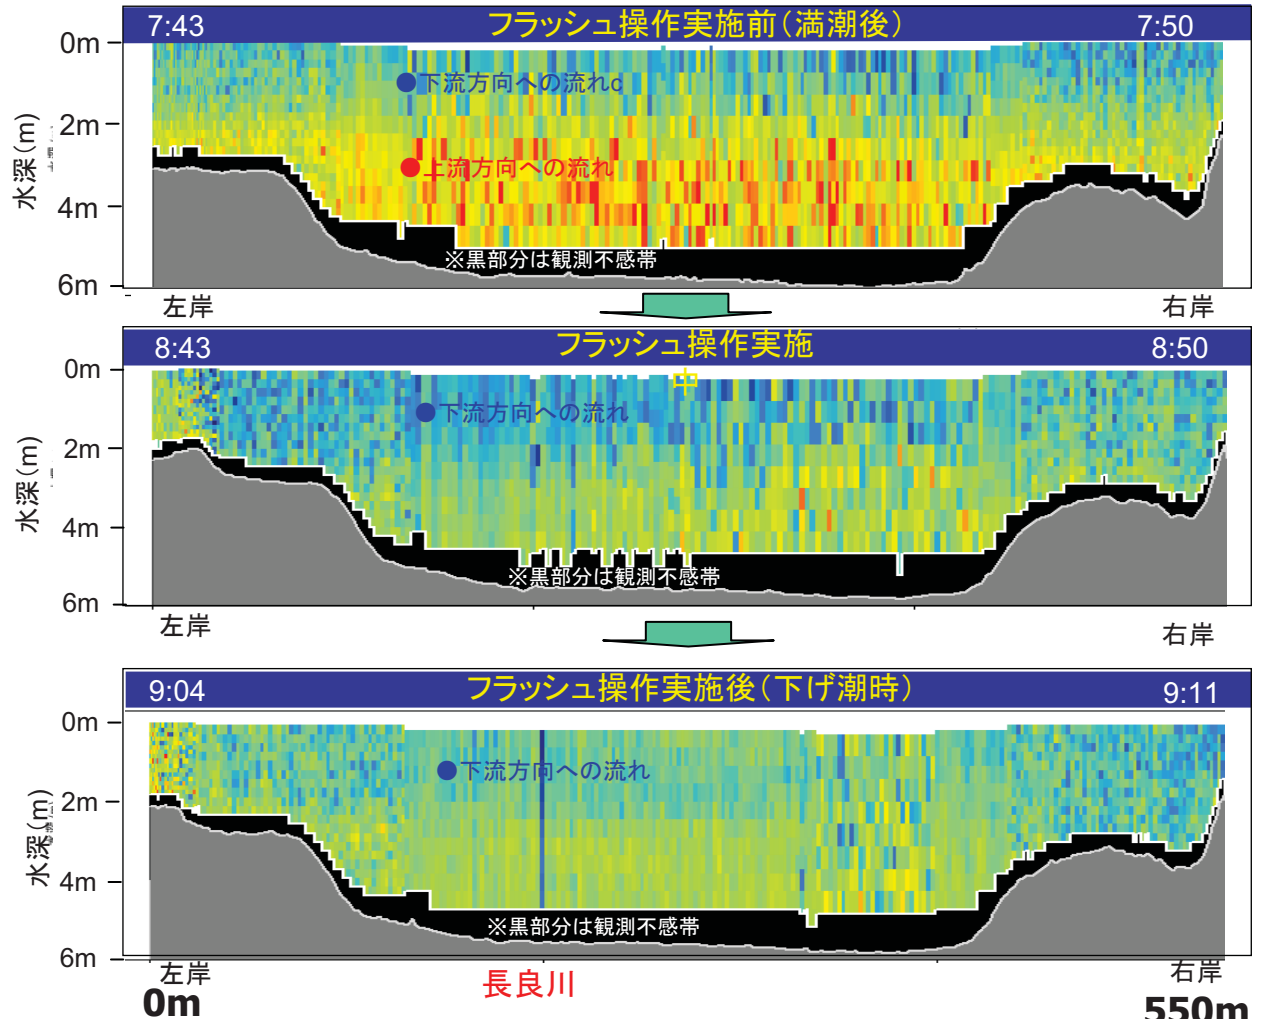 7:43 フラッシュ操作実施前(満潮後) 7:50
0m
2m
4m
6m
水深(m)
●下流方向への流れc
●上流方向への流れ
※黒部分は観測不感帯
左岸 右岸
8:43 フラッシュ操作実施 8:50
0m
2m
4m
6m
水深(m)
●下流方向への流れ
※黒部分は観測不感帯
左岸 右岸
9:04 フラッシュ操作実施後(下げ潮時) 9:11
0m
2m
4m
6m
水深(m)
●下流方向への流れ
※黒部分は観測不感帯
左岸 長良川 右岸
0m 550m